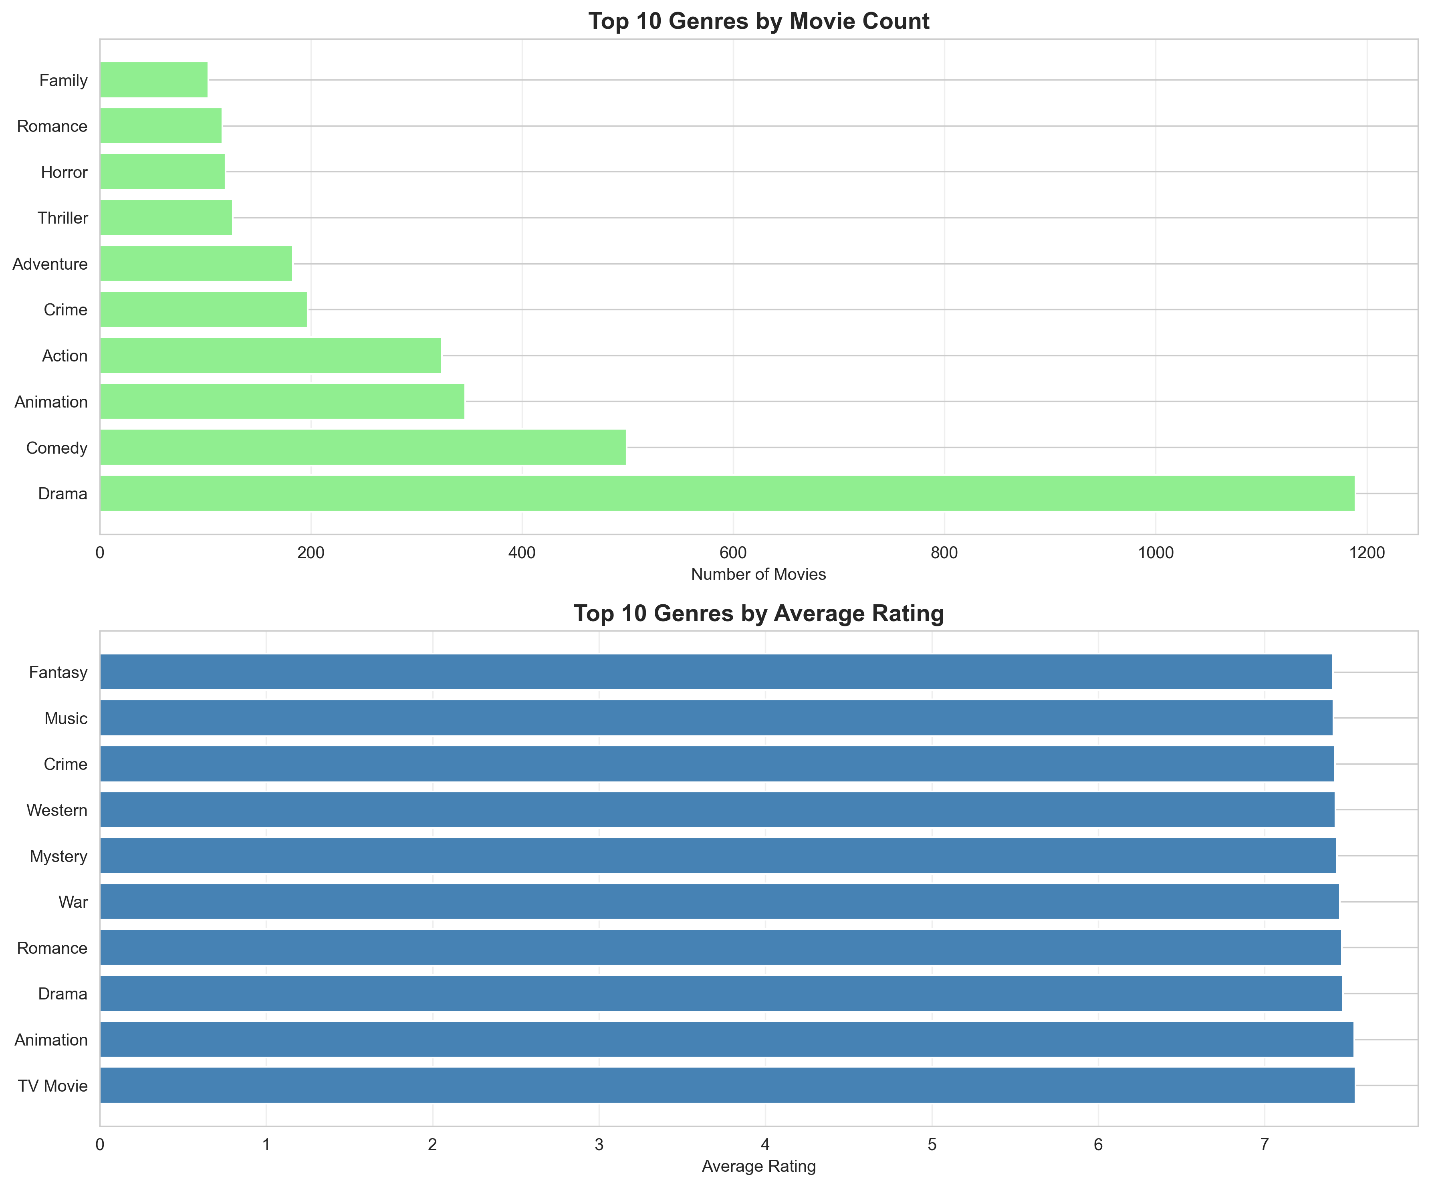 Top 10 Genres by Movie Count
Family
Romance
Horror
Thriller
Adventure
Crime
Action
Animation
Comedy
Drama
0 200 400 600 800 1000 1200
Number of Movies
Top 10 Genres by Average Rating
Fantasy
Music
Crime
Western
Mystery
War
Romance
Drama
Animation
TV Movie
0 1 2 3 4 5 6 7
Average Rating